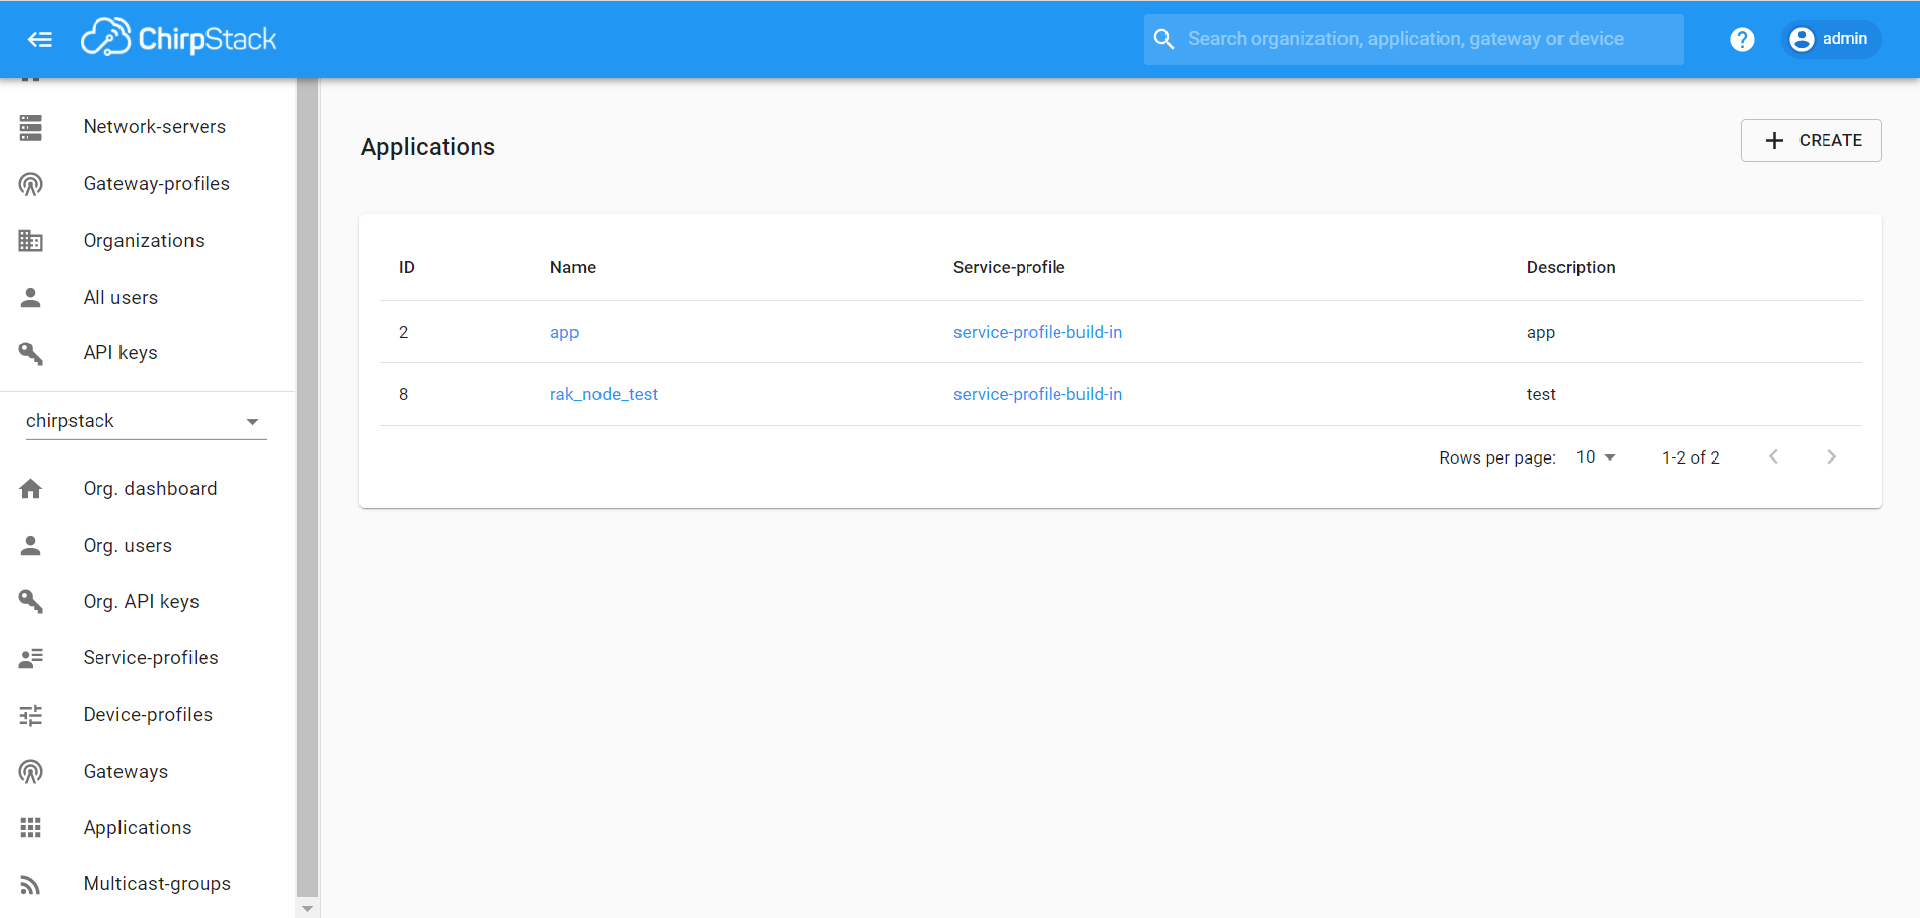 ChirpStack
Search organization, application, gateway or device
?
admin
Network-servers
Gateway-profiles
Organizations
All users
API keys
chirpstack
Org. dashboard
Org. users
Org. API keys
Service-profiles
Device-profiles
Gateways
Applications
Multicast-groups
Applications
+ CREATE
ID Name Service-profile Description
2 app service-profile-build-in app
8 rak_node_test service-profile-build-in test
Rows per page: 10 1-2 of 2